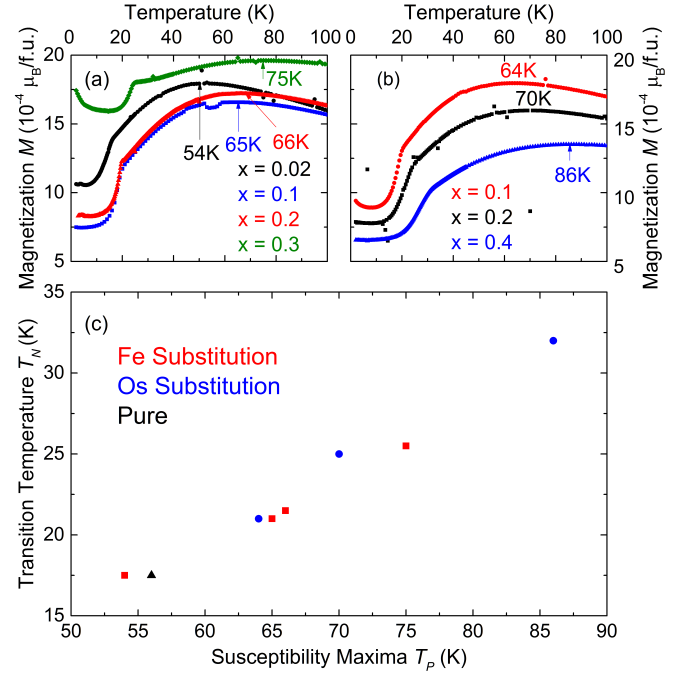 Temperature (K)
Temperature (K)
0 20 40 60 80 100
0 20 40 60 80 100
Magnetization M (10⁻⁴ μ_B/f.u.)
20
15
10
5
(a)
75K
54K
65K
66K
x = 0.02
x = 0.1
x = 0.2
x = 0.3
(b)
64K
70K
86K
x = 0.1
x = 0.2
x = 0.4
20
15
10
5
Magnetization M (10⁻⁴ μ_B/f.u.)
Transition Temperature T_N (K)
35
30
25
20
15
(c)
Fe Substitution
Os Substitution
Pure
50 55 60 65 70 75 80 85 90
Susceptibility Maxima T_P (K)